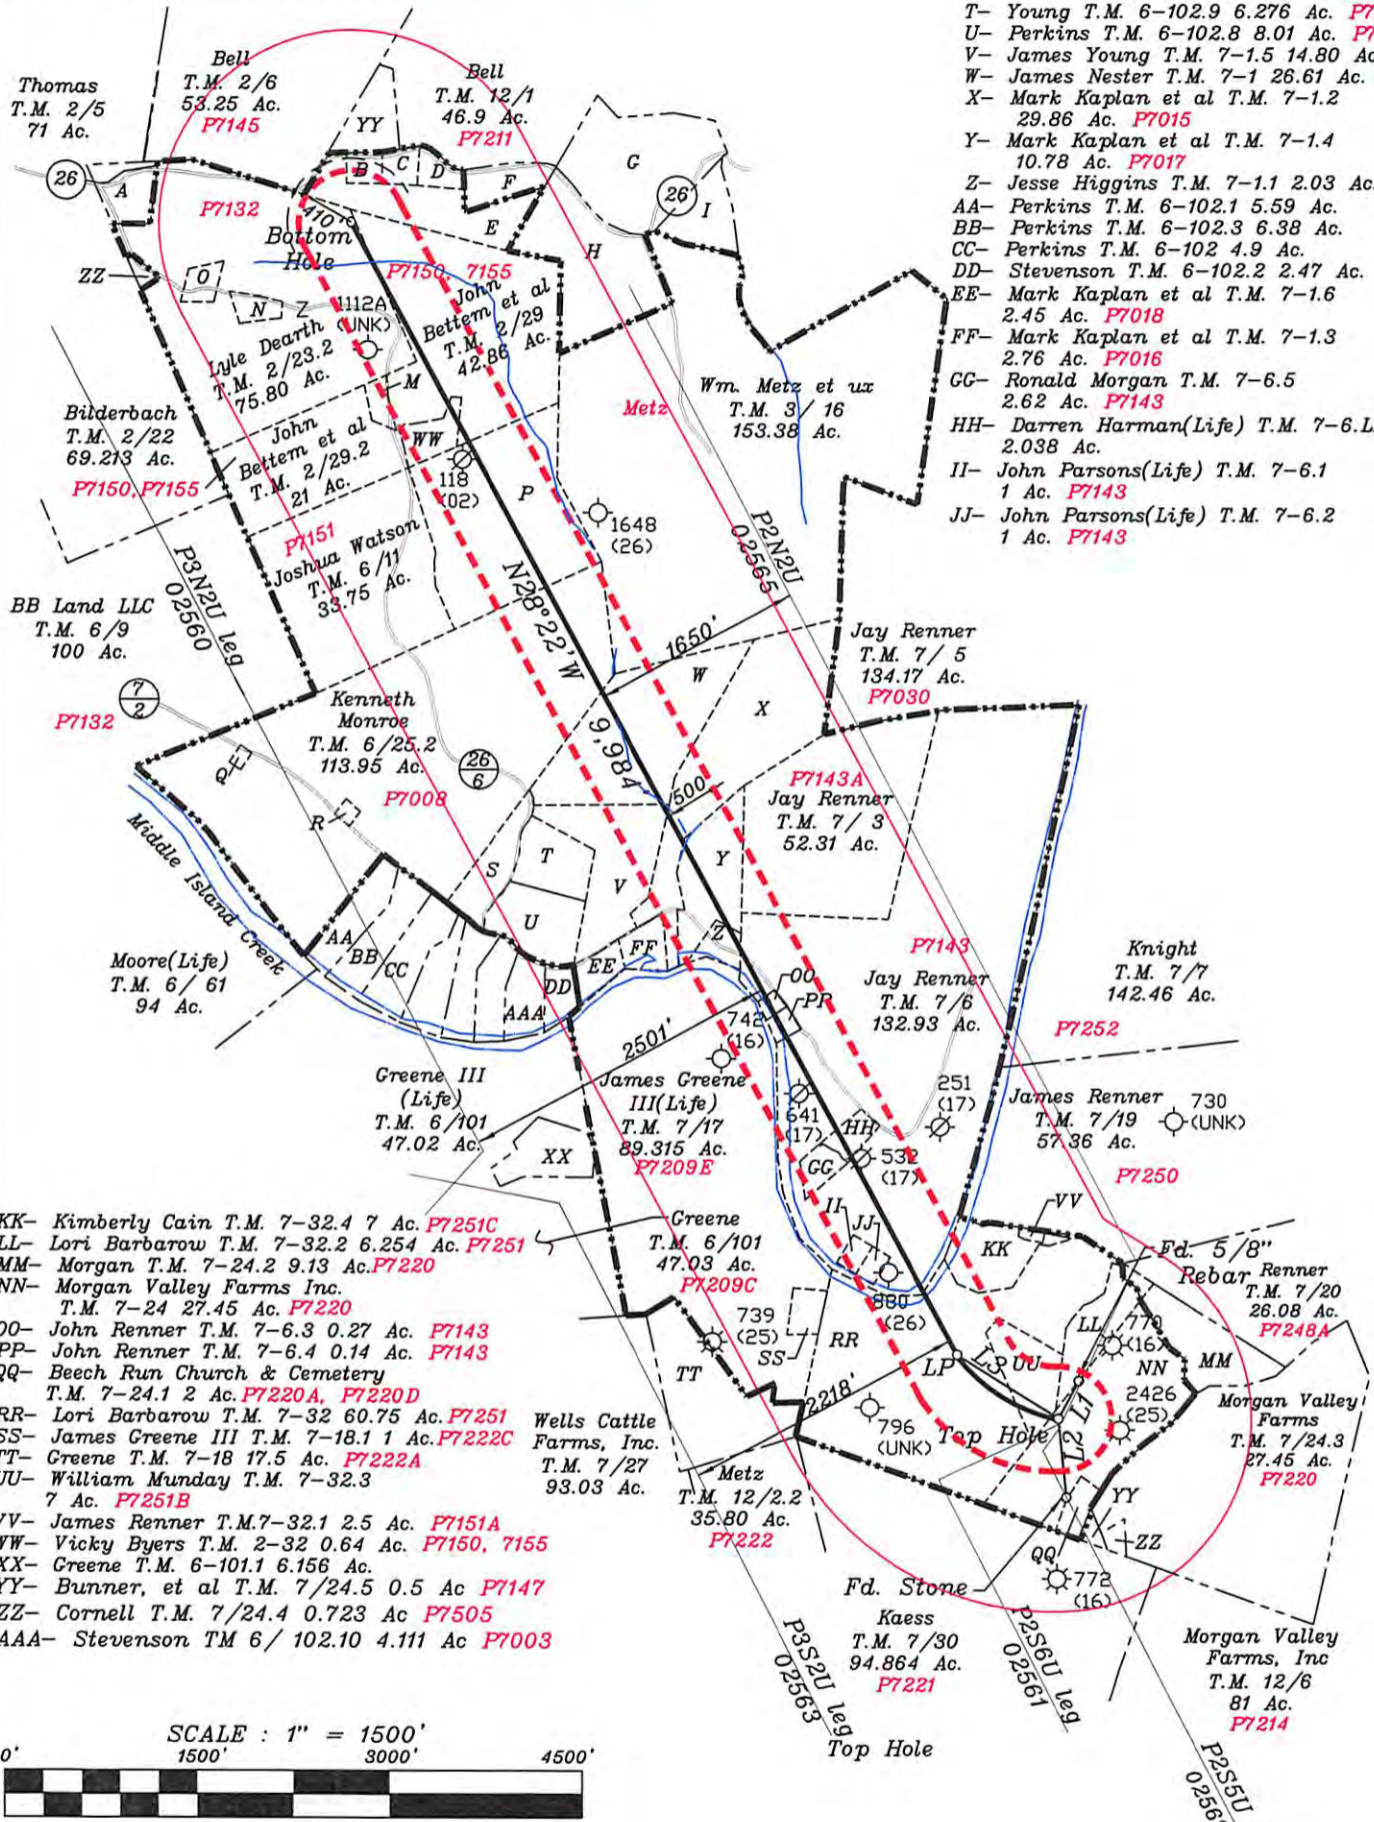 T- Young T.M. 6-102.9 6.276 Ac. P7
U- Perkins T.M. 6-102.8 8.01 Ac. P7
V- James Young T.M. 7-1.5 14.80 Ac
W- James Nester T.M. 7-1 26.61 Ac.
X- Mark Kaplan et al T.M. 7-1.2
29.86 Ac. P7015
Y- Mark Kaplan et al T.M. 7-1.4
10.78 Ac. P7017
Z- Jesse Higgins T.M. 7-1.1 2.03 Ac.
AA- Perkins T.M. 6-102.1 5.59 Ac.
BB- Perkins T.M. 6-102.3 6.38 Ac.
CC- Perkins T.M. 6-102 4.9 Ac.
DD- Stevenson T.M. 6-102.2 2.47 Ac.
EE- Mark Kaplan et al T.M. 7-1.6
2.45 Ac. P7018
FF- Mark Kaplan et al T.M. 7-1.3
2.76 Ac. P7016
GG- Ronald Morgan T.M. 7-6.5
2.62 Ac. P7143
HH- Darren Harman(Life) T.M. 7-6.L
2.038 Ac.
II- John Parsons(Life) T.M. 7-6.1
1 Ac. P7143
JJ- John Parsons(Life) T.M. 7-6.2
1 Ac. P7143
Thomas
T.M. 2/5
71 Ac.
Bell
T.M. 2/6
53.25 Ac.
P7145
Bell
T.M. 12/1
46.9 Ac.
P7211
26
A
YY
B
C
D
F
E
G
26
I
H
P7132
410'
Bottom
Hole
P7150, 7155
ZZ
O
N
Z
1112A
(UNK)
John
Bettem et al
T.M. 2/29
42.86 Ac.
Lyle Dearth
T.M. 2/23.2
75.80 Ac.
M
WW
Bilderbach
T.M. 2/22
69.213 Ac.
P7150,P7155
John
Bettem et al
T.M. 2/29.2
21 Ac.
Metz
Wm. Metz et ux
T.M. 3/ 16
153.38 Ac.
118
(02)
P
1648
(26)
P7151
Joshua Watson
T.M. 6/11
33.75 Ac.
P3N2U leg
02560
P2N2U
02565
N28°22'W
9,984
1650'
BB Land LLC
T.M. 6/9
100 Ac.
7
2
P7132
Kenneth
Monroe
T.M. 6/25.2
113.95 Ac.
P7008
26
6
W
X
Jay Renner
T.M. 7/ 5
134.17 Ac.
P7030
Q-E
R
500
P7143A
Jay Renner
T.M. 7/ 3
52.31 Ac.
Middle Island Creek
S
T
U
V
Y
Z
AA
BB
CC
AAA
DD
EE
FF
OO
PP
Moore(Life)
T.M. 6/ 61
94 Ac.
P7143
Jay Renner
T.M. 7/6
132.93 Ac.
Knight
T.M. 7/7
142.46 Ac.
P7252
2501'
742
(16)
Greene III
(Life)
T.M. 6/101
47.02 Ac.
James Greene
III(Life)
T.M. 7/17
89.315 Ac.
P7209E
641
(17)
HH
GG
532
(17)
251
(17)
James Renner
T.M. 7/19
57.36 Ac.
730
(UNK)
P7250
XX
II
JJ
KK
VV
Greene
T.M. 6/101
47.03 Ac.
P7209C
Fd. 5/8"
Rebar
Renner
T.M. 7/20
26.08 Ac.
P7248A
KK- Kimberly Cain T.M. 7-32.4 7 Ac. P7251C
LL- Lori Barbarow T.M. 7-32.2 6.254 Ac. P7251
MM- Morgan T.M. 7-24.2 9.13 Ac. P7220
NN- Morgan Valley Farms Inc.
T.M. 7-24 27.45 Ac. P7220
OO- John Renner T.M. 7-6.3 0.27 Ac. P7143
PP- John Renner T.M. 7-6.4 0.14 Ac. P7143
QQ- Beech Run Church & Cemetery
T.M. 7-24.1 2 Ac. P7220A, P7220D
RR- Lori Barbarow T.M. 7-32 60.75 Ac. P7251
SS- James Greene III T.M. 7-18.1 1 Ac. P7222C
TT- Greene T.M. 7-18 17.5 Ac. P7222A
UU- William Munday T.M. 7-32.3
7 Ac. P7251B
VV- James Renner T.M.7-32.1 2.5 Ac. P7151A
WW- Vicky Byers T.M. 2-32 0.64 Ac. P7150, 7155
XX- Greene T.M. 6-101.1 6.156 Ac.
YY- Bunner, et al T.M. 7/24.5 0.5 Ac P7147
ZZ- Cornell T.M. 7/24.4 0.723 Ac P7505
AAA- Stevenson TM 6/ 102.10 4.111 Ac P7003
739
(25)
SS
RR
TT
880
(26)
LP
L3
UU
LL
770
(16)
NN
MM
2426
(25)
L1
L2
2218'
796
(UNK)
Top Hole
Wells Cattle
Farms, Inc.
T.M. 7/27
93.03 Ac.
Metz
T.M. 12/2.2
35.80 Ac.
P7222
Morgan Valley
Farms
T.M. 7/24.3
27.45 Ac.
P7220
YY
ZZ
QQ
772
(16)
Fd. Stone
Kaess
T.M. 7/30
94.864 Ac.
P7221
Morgan Valley
Farms, Inc
T.M. 12/6
81 Ac.
P7214
P3S2U leg
02563
Top Hole
P2S6U leg
02561
P2S5U
0256
SCALE : 1" = 1500'
0'
1500'
3000'
4500'